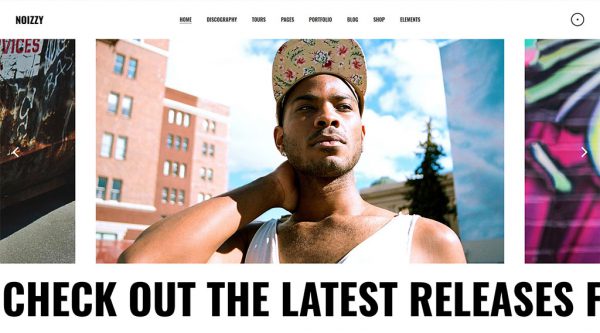 NOIZZY
HOME DISCOGRAPHY TOURS PAGES PORTFOLIO BLOG SHOP ELEMENTS
VICES
CHECK OUT THE LATEST RELEASES F